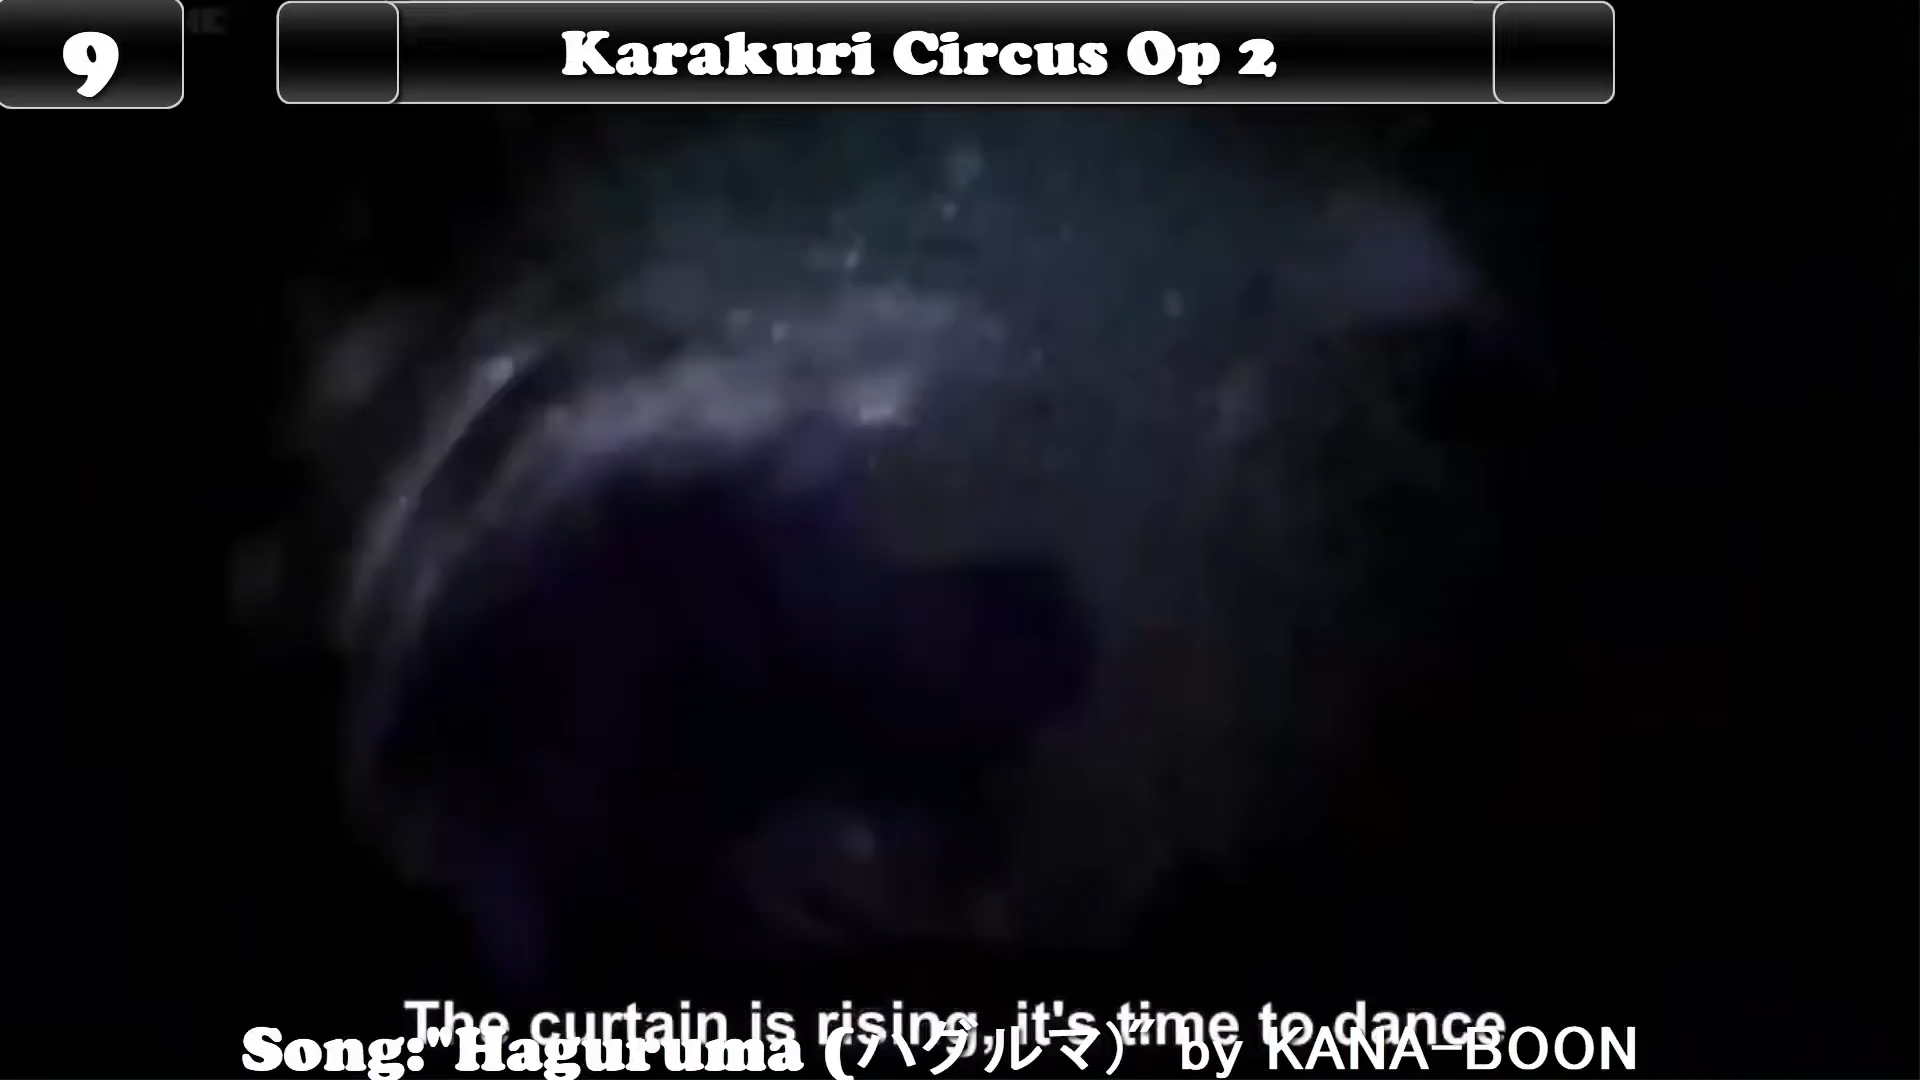 9
Karakuri Circus Op 2
The curtain is rising, it's time to dance
Song:"Haguruma (ハグルマ)" by KANA-BOON